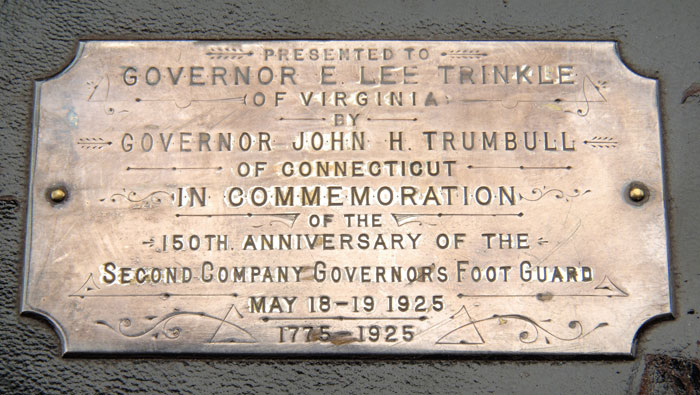 PRESENTED TO
GOVERNOR E. LEE TRINKLE
OF VIRGINIA
BY
GOVERNOR JOHN H. TRUMBULL
OF CONNECTICUT
IN COMMEMORATION
OF THE
150TH. ANNIVERSARY OF THE
SECOND COMPANY GOVERNOR'S FOOT GUARD
MAY 18-19 1925
1775-1925